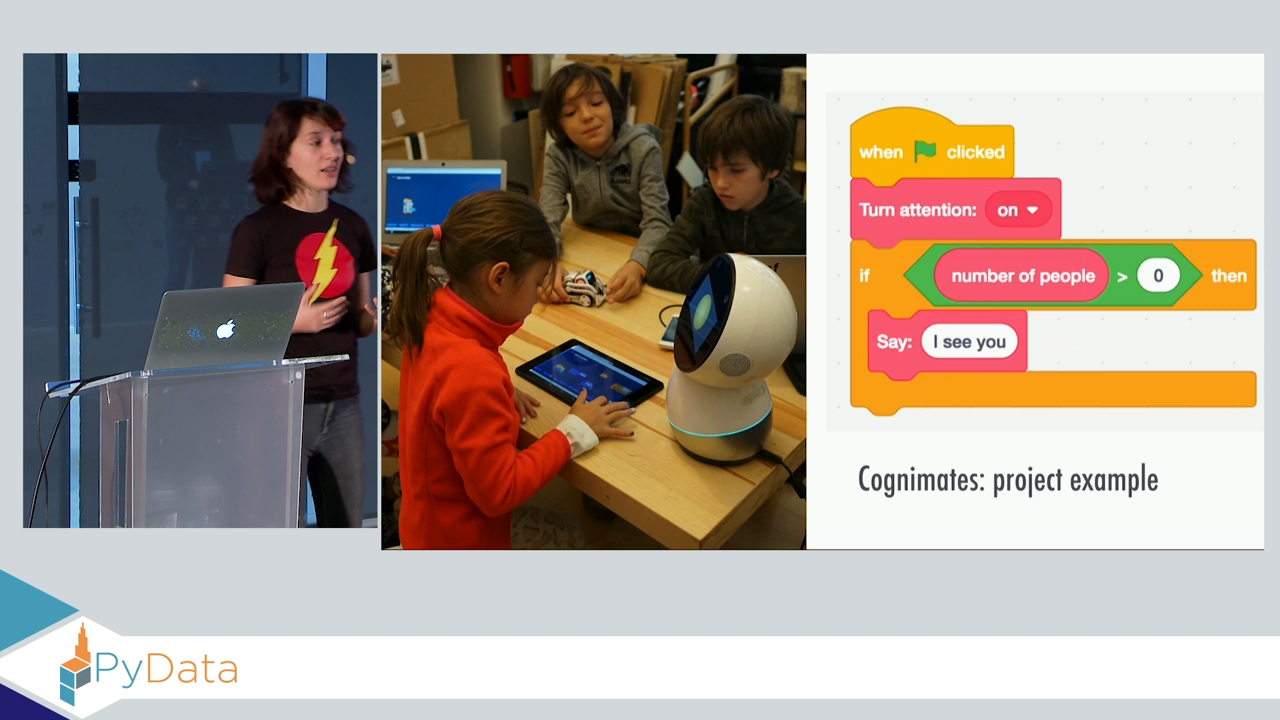 when clicked
Turn attention: on
if number of people > 0 then
Say: I see you
Cognimates: project example
PyData